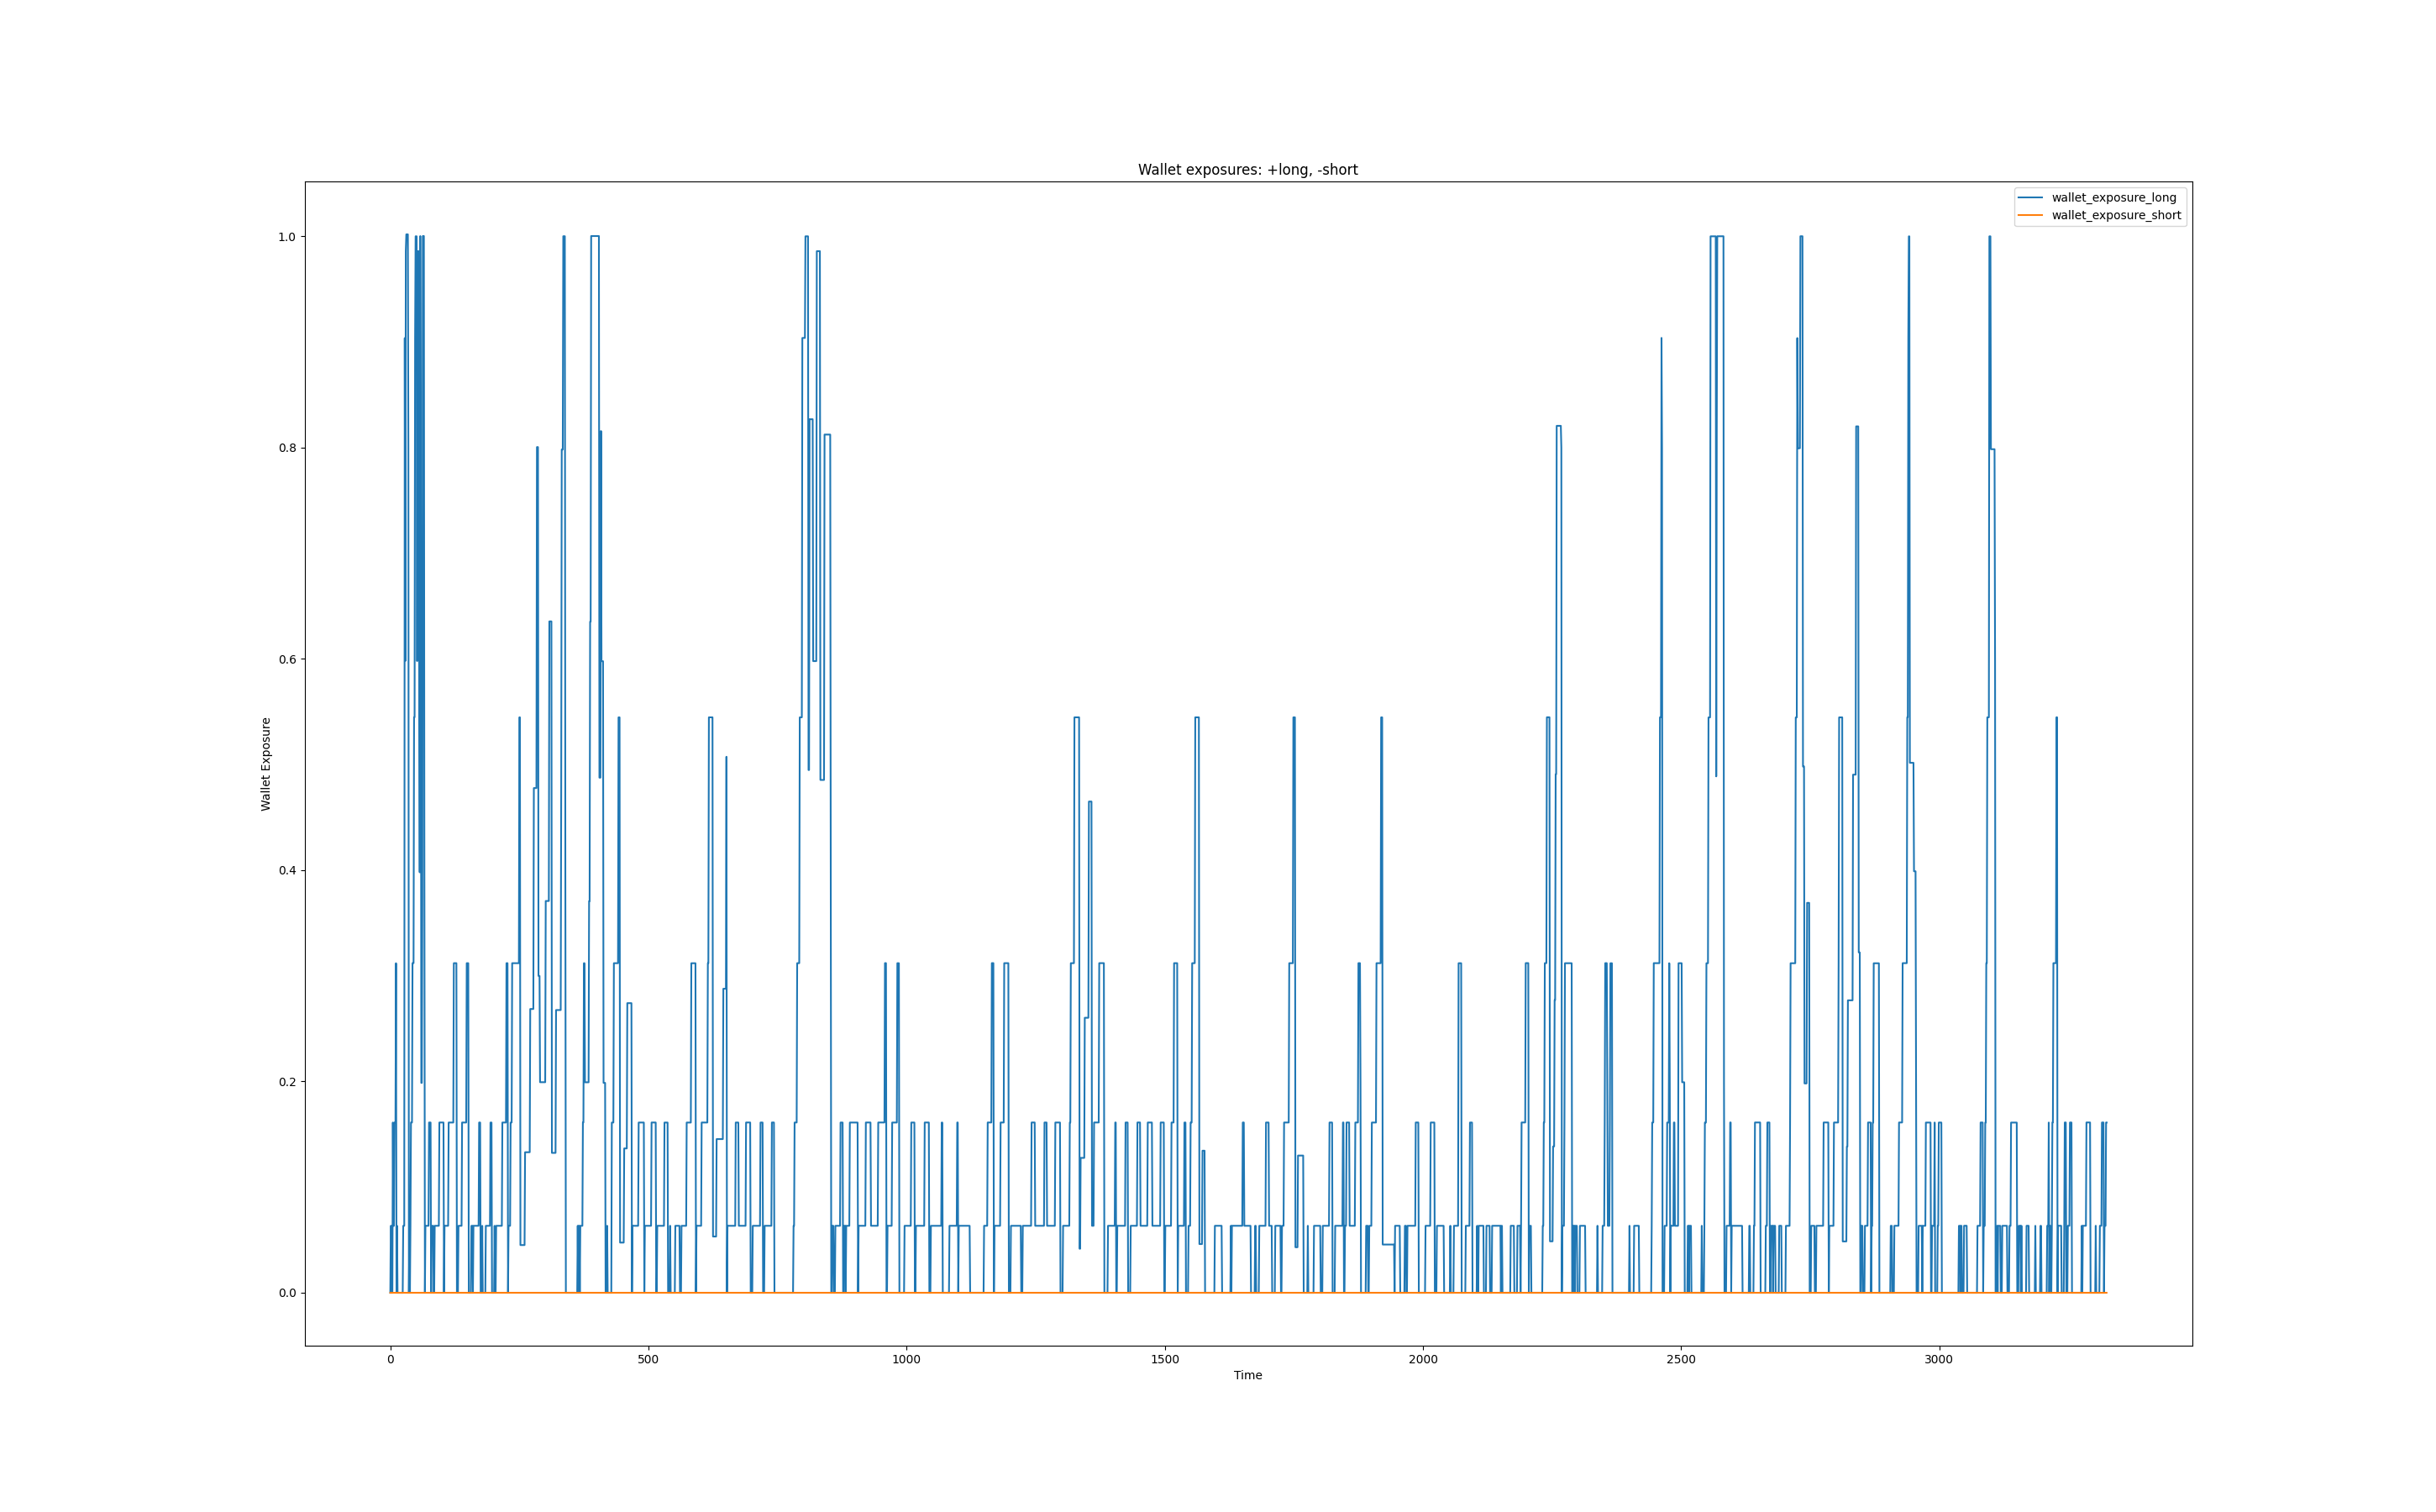 Wallet exposures: +long, -short
wallet_exposure_long
wallet_exposure_short
1.0
0.8
0.6
0.4
0.2
0.0
Wallet Exposure
0 500 1000 1500 2000 2500 3000
Time